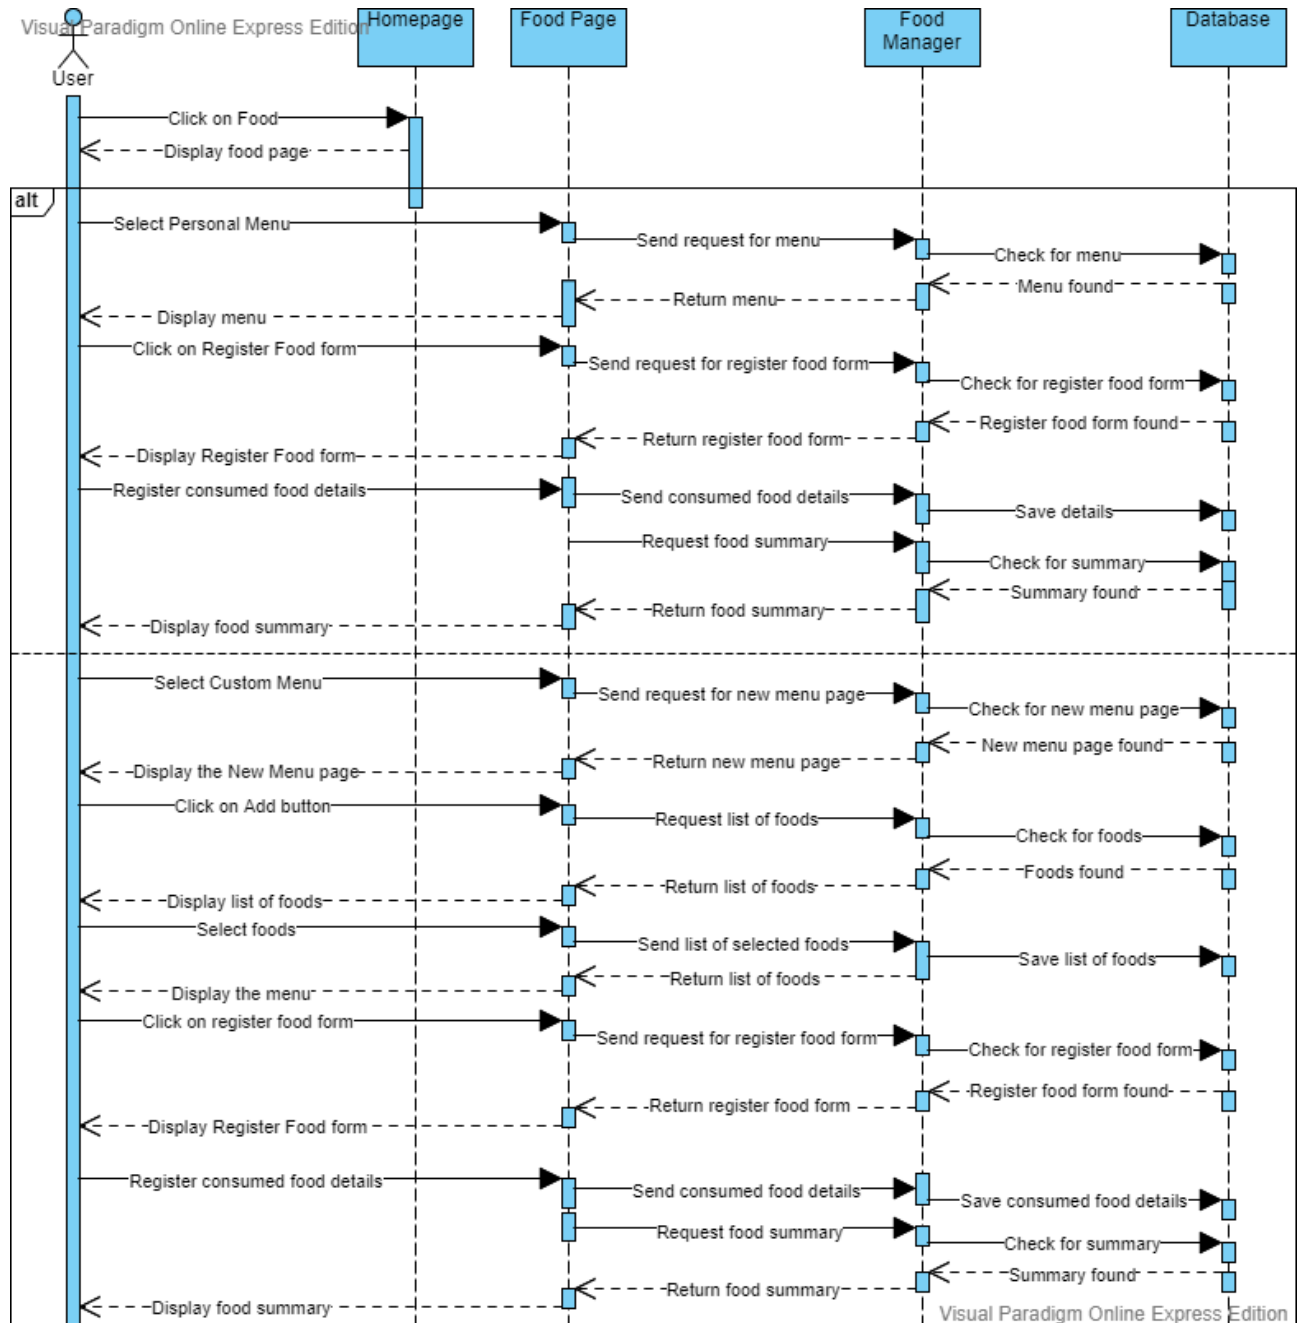 Visual Paradigm Online Express Edition
Homepage
Food Page
Food
Manager
Database
User
Click on Food
Display food page
alt
Select Personal Menu
Send request for menu
Check for menu
Menu found
Return menu
Display menu
Click on Register Food form
Send request for register food form
Check for register food form
Register food form found
Return register food form
Display Register Food form
Register consumed food details
Send consumed food details
Save details
Request food summary
Check for summary
Summary found
Return food summary
Display food summary
Select Custom Menu
Send request for new menu page
Check for new menu page
New menu page found
Return new menu page
Display the New Menu page
Click on Add button
Request list of foods
Check for foods
Foods found
Return list of foods
Display list of foods
Select foods
Send list of selected foods
Save list of foods
Return list of foods
Display the menu
Click on register food form
Send request for register food form
Check for register food form
Register food form found
Return register food form
Display Register Food form
Register consumed food details
Send consumed food details
Save consumed food details
Request food summary
Check for summary
Summary found
Return food summary
Display food summary
Visual Paradigm Online Express Edition